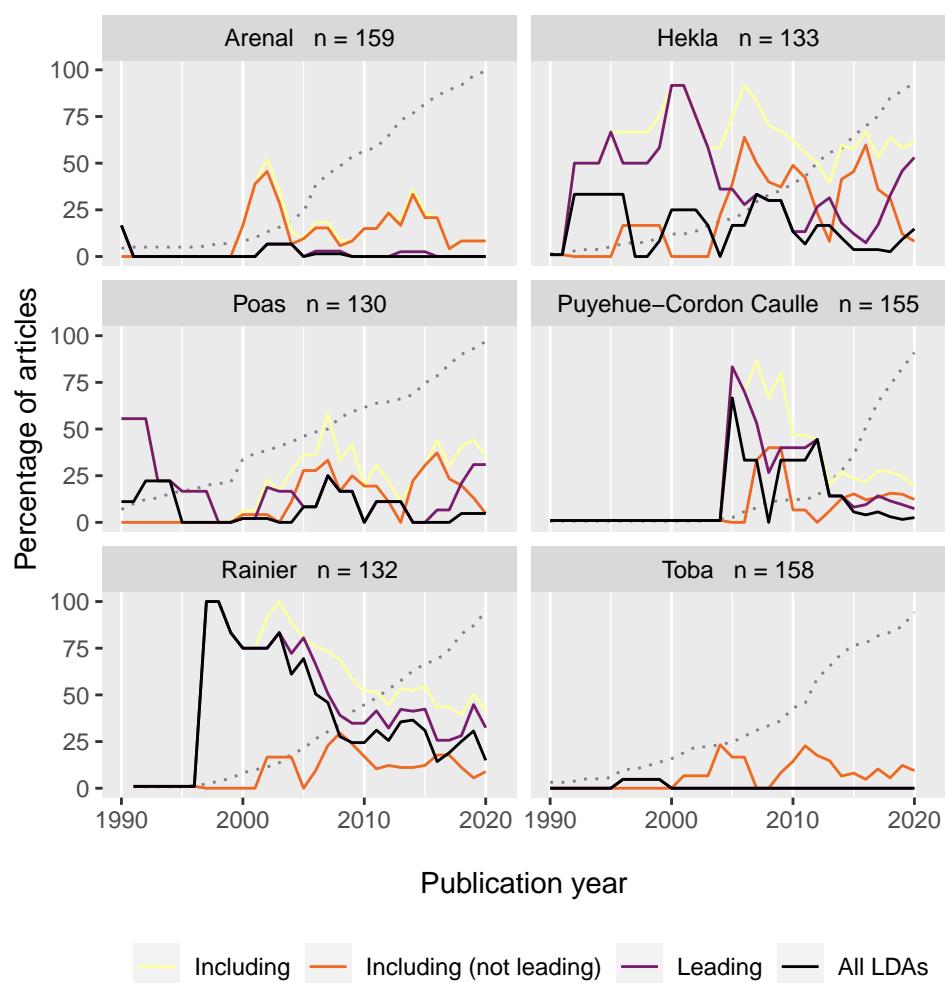 Arenal n = 159
Hekla n = 133
100
75
50
25
0
Poas n = 130
Puyehue−Cordon Caulle n = 155
100
75
50
25
0
Rainier n = 132
Toba n = 158
100
75
50
25
0
1990 2000 2010 2020
1990 2000 2010 2020
Percentage of articles
Publication year
Including
Including (not leading)
Leading
All LDAs